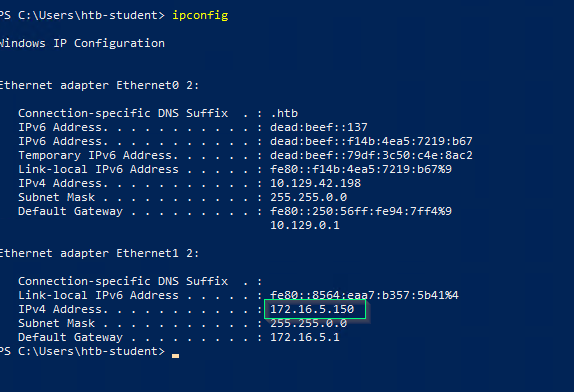 PS C:\Users\htb-student> ipconfig
Windows IP Configuration
Ethernet adapter Ethernet0 2:
Connection-specific DNS Suffix  . : .htb
IPv6 Address. . . . . . . . . . . : dead:beef::137
IPv6 Address. . . . . . . . . . . : dead:beef::f14b:4ea5:7219:b67
Temporary IPv6 Address. . . . . . : dead:beef::79df:3c50:c4e:8ac2
Link-local IPv6 Address . . . . . : fe80::f14b:4ea5:7219:b67%9
IPv4 Address. . . . . . . . . . . : 10.129.42.198
Subnet Mask . . . . . . . . . . . : 255.255.0.0
Default Gateway . . . . . . . . . : fe80::250:56ff:fe94:7ff4%9
10.129.0.1
Ethernet adapter Ethernet1 2:
Connection-specific DNS Suffix  . :
Link-local IPv6 Address . . . . . : fe80::8564:eaa7:b357:5b41%4
IPv4 Address. . . . . . . . . . . : 172.16.5.150
Subnet Mask . . . . . . . . . . . : 255.255.0.0
Default Gateway . . . . . . . . . : 172.16.5.1
PS C:\Users\htb-student>